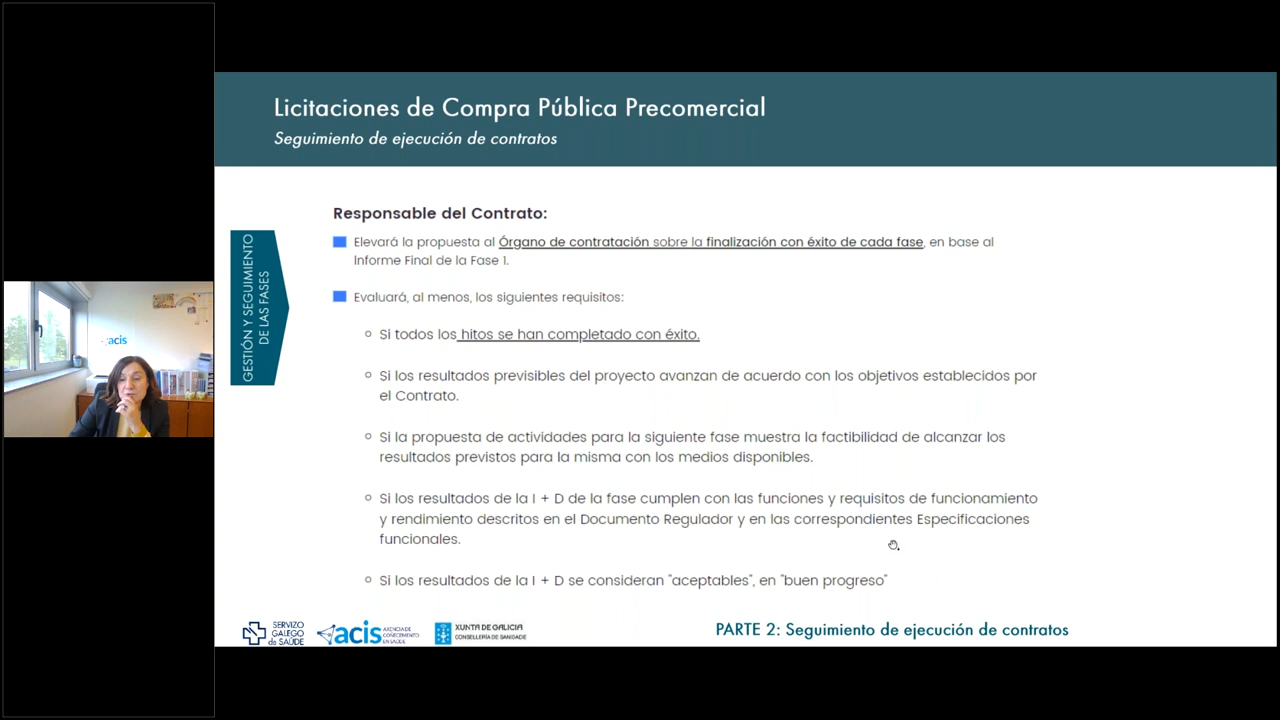 Licitaciones de Compra Pública Precomercial
Seguimiento de ejecución de contratos
Responsable del Contrato:
GESTIÓN Y SEGUIMIENTO
DE LAS FASES
Elevará la propuesta al Órgano de contratación sobre la finalización con éxito de cada fase, en base al
Informe Final de la Fase 1.
Evaluará, al menos, los siguientes requisitos:
Si todos los hitos se han completado con éxito.
Si los resultados previsibles del proyecto avanzan de acuerdo con los objetivos establecidos por
el Contrato.
Si la propuesta de actividades para la siguiente fase muestra la factibilidad de alcanzar los
resultados previstos para la misma con los medios disponibles.
Si los resultados de la I + D de la fase cumplen con las funciones y requisitos de funcionamiento
y rendimiento descritos en el Documento Regulador y en las correspondientes Especificaciones
funcionales.
Si los resultados de la I + D se consideran "aceptables", en "buen progreso"
acis
SERVIZO
GALEGO
de SAÚDE
acis
AXENCIA DE
COÑECEMENTO
EN SAÚDE
XUNTA DE GALICIA
CONSELLERÍA DE SANIDADE
PARTE 2: Seguimiento de ejecución de contratos